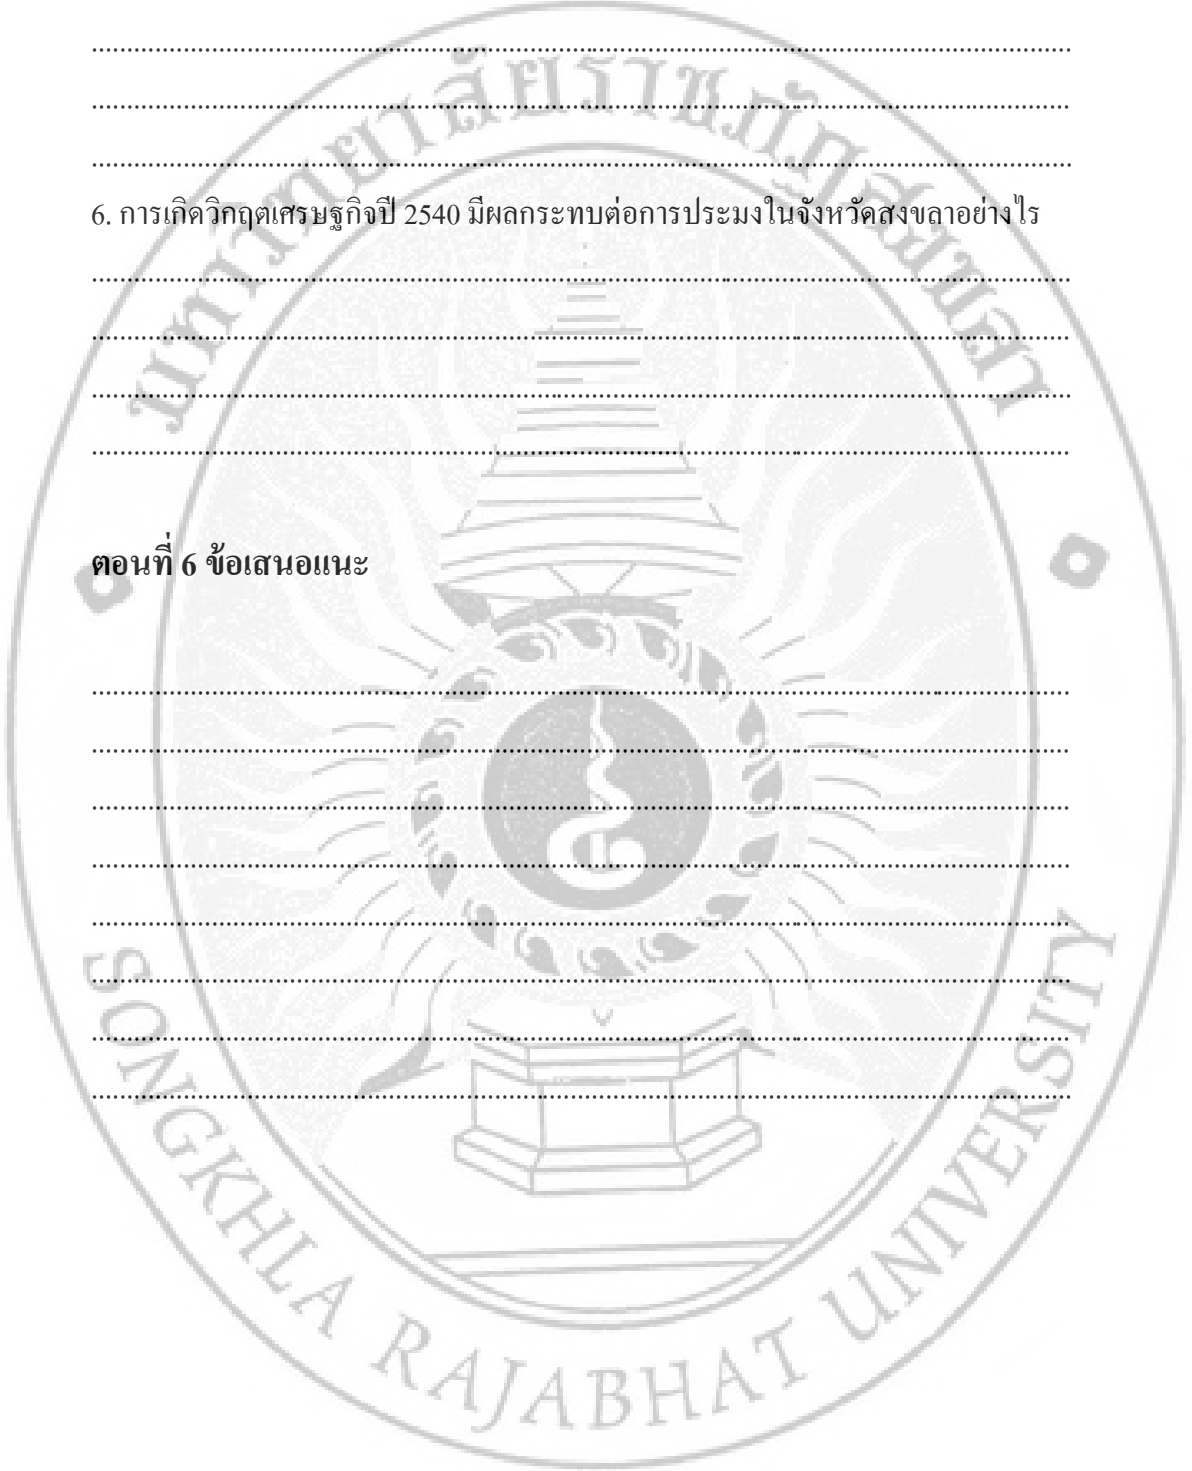 มหาวิทยาลัยราชภัฏสงขลา
6. การเกิดวิกฤตเศรษฐกิจปี 2540 มีผลกระทบต่อการประมงในจังหวัดสงขลาอย่างไร
ตอนที่ 6 ข้อเสนอแนะ
SONGKHLA RAJABHAT UNIVERSITY